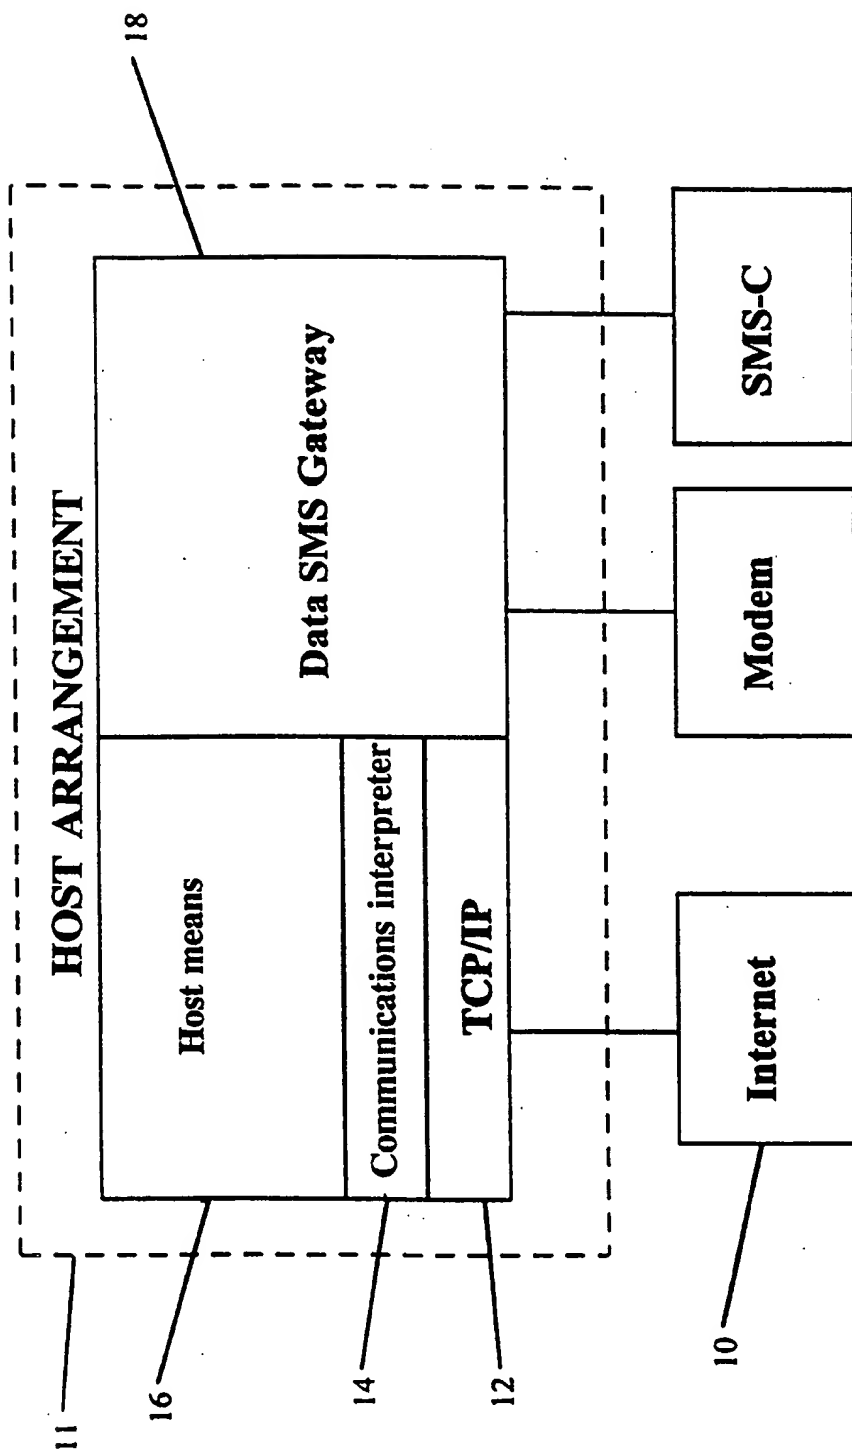 HOST ARRANGEMENT
11
16
Host means
Data SMS Gateway
18
14
Communications interpreter
12
TCP/IP
10
Internet
Modem
SMS-C